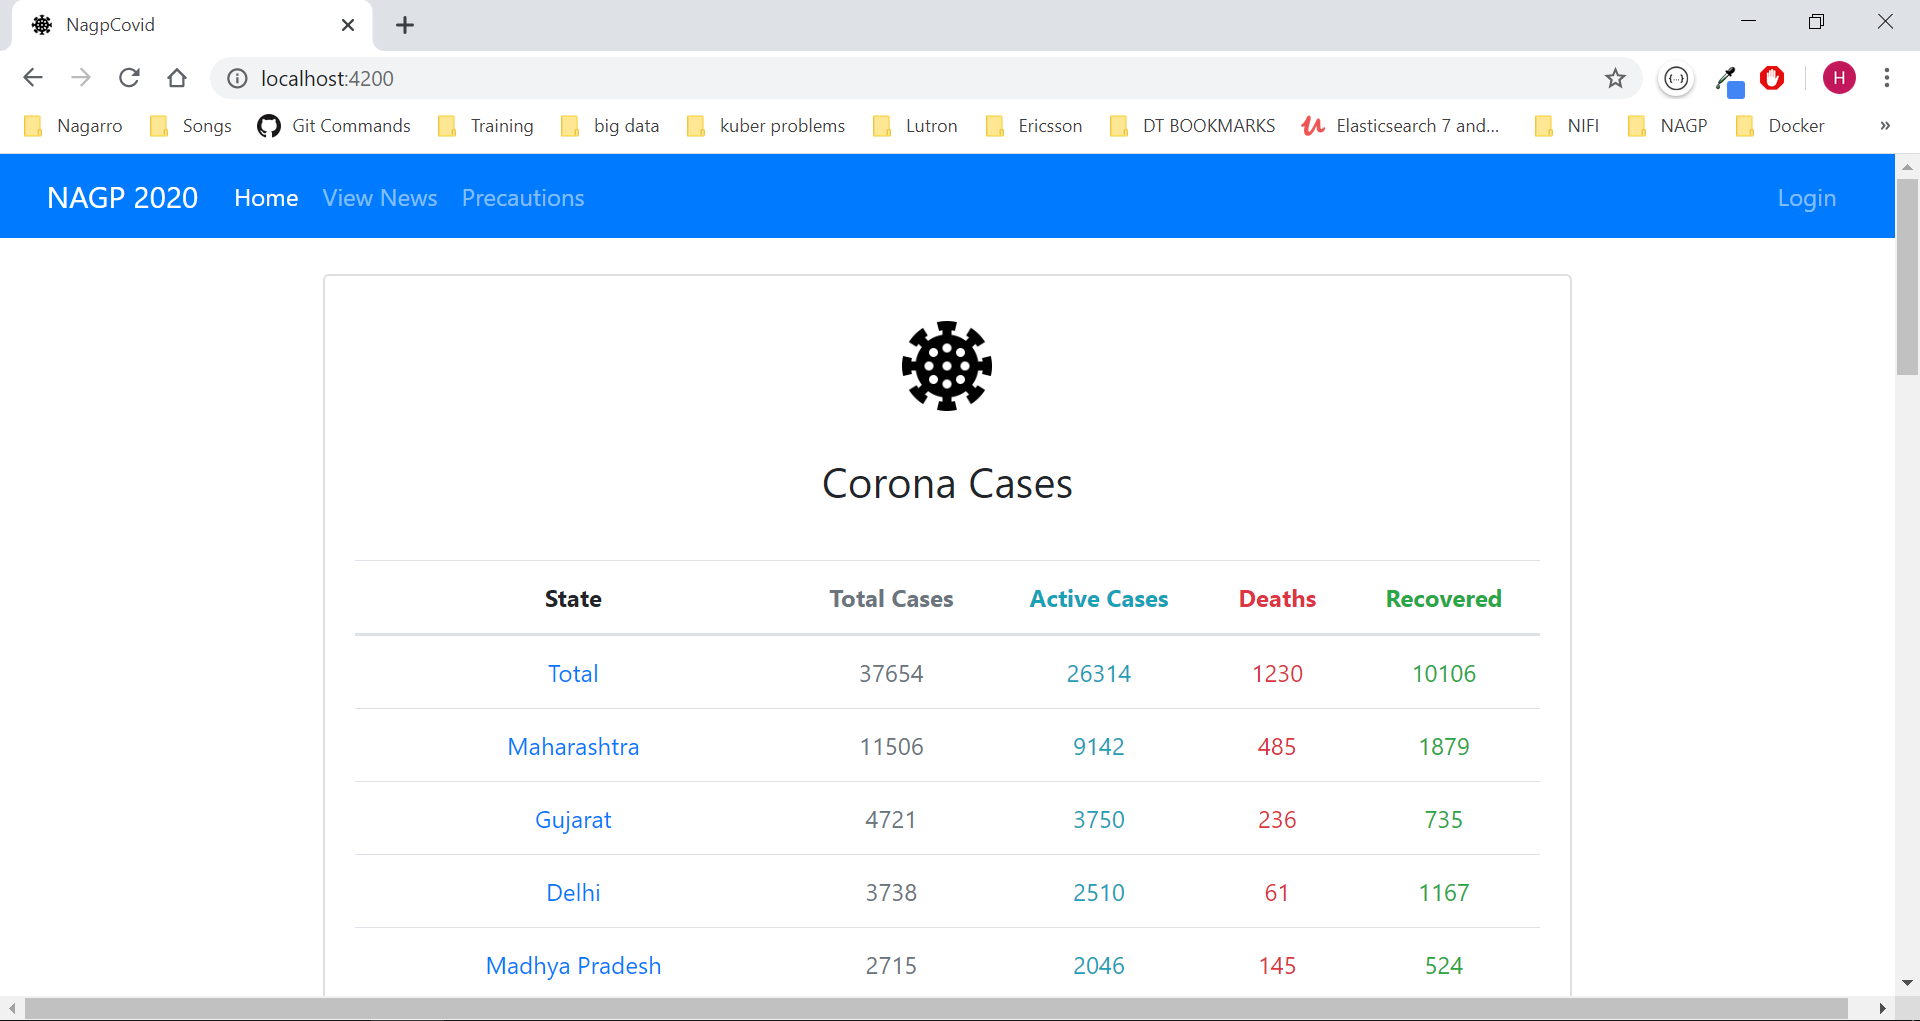 NagpCovid
localhost:4200
Nagarro Songs Git Commands Training big data kuber problems Lutron Ericsson DT BOOKMARKS Elasticsearch 7 and... NIFI NAGP Docker »
H
NAGP 2020 Home View News Precautions Login
Corona Cases
State Total Cases Active Cases Deaths Recovered
Total 37654 26314 1230 10106
Maharashtra 11506 9142 485 1879
Gujarat 4721 3750 236 735
Delhi 3738 2510 61 1167
Madhya Pradesh 2715 2046 145 524